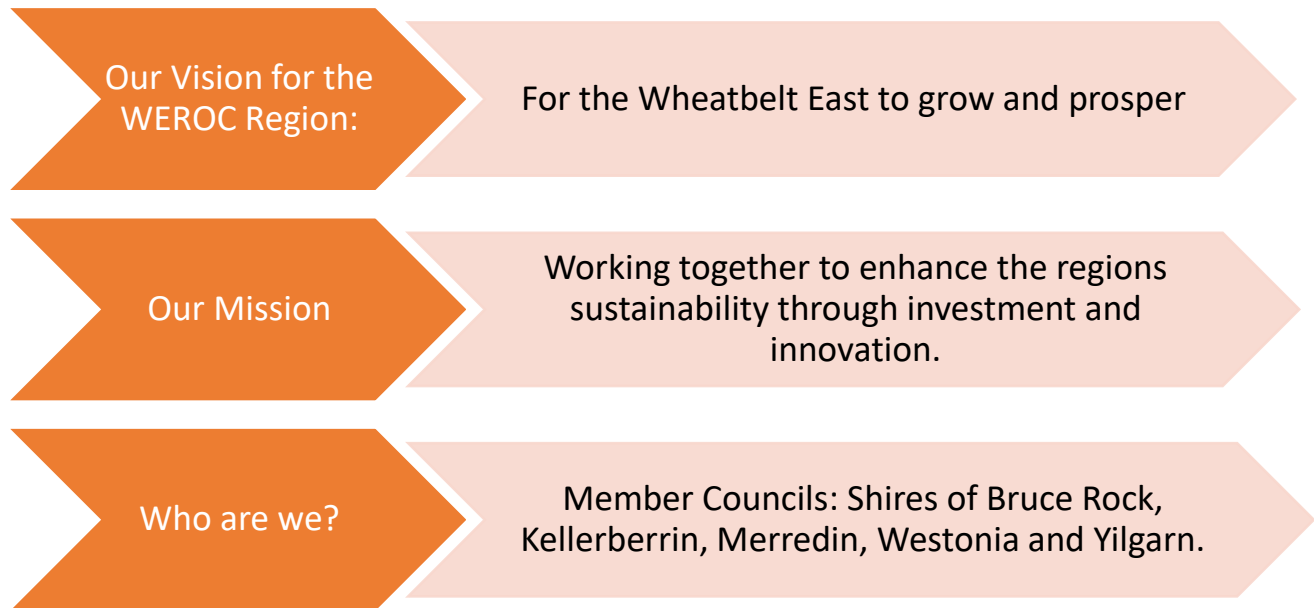 Our Vision for the
WEROC Region:
For the Wheatbelt East to grow and prosper
Our Mission
Working together to enhance the regions
sustainability through investment and
innovation.
Who are we?
Member Councils: Shires of Bruce Rock,
Kellerberrin, Merredin, Westonia and Yilgarn.